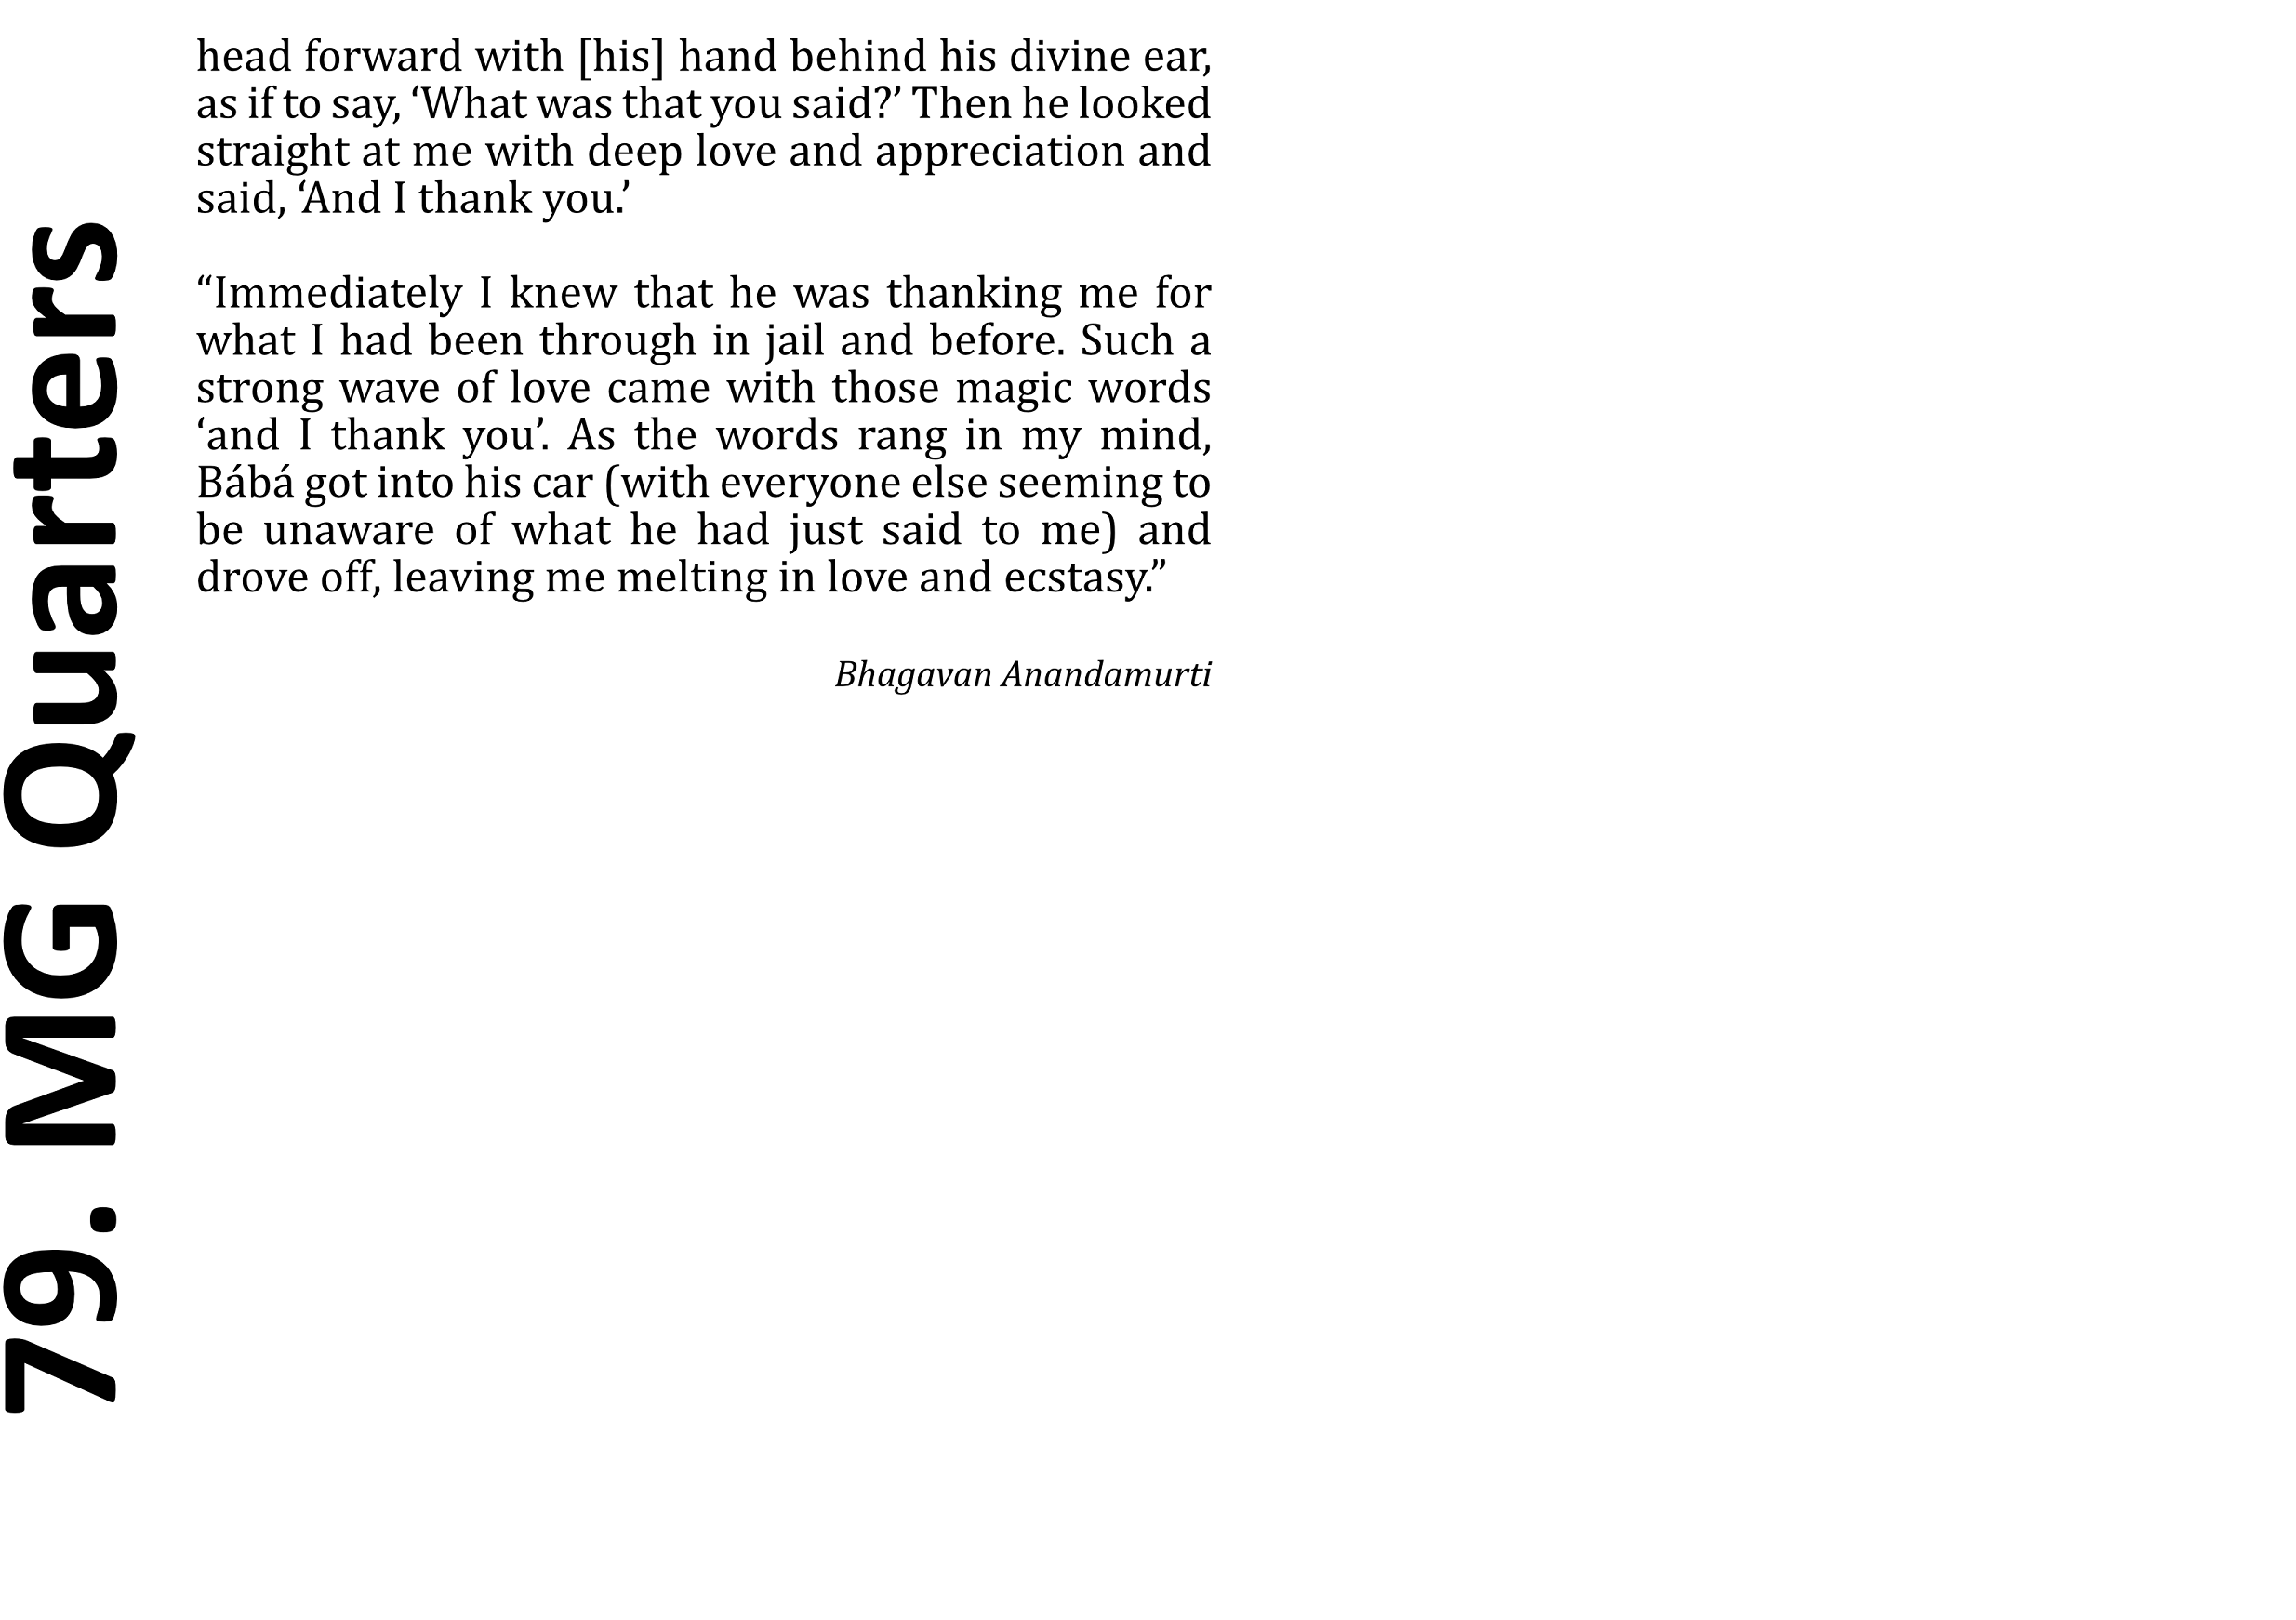 79. MG Quarters
head forward with [his] hand behind his divine ear,
as if to say, ‘What was that you said?’ Then he looked
straight at me with deep love and appreciation and
said, ‘And I thank you.’
“Immediately I knew that he was thanking me for
what I had been through in jail and before. Such a
strong wave of love came with those magic words
‘and I thank you’. As the words rang in my mind,
Bábá got into his car (with everyone else seeming to
be unaware of what he had just said to me) and
drove off, leaving me melting in love and ecstasy.”
Bhagavan Anandamurti